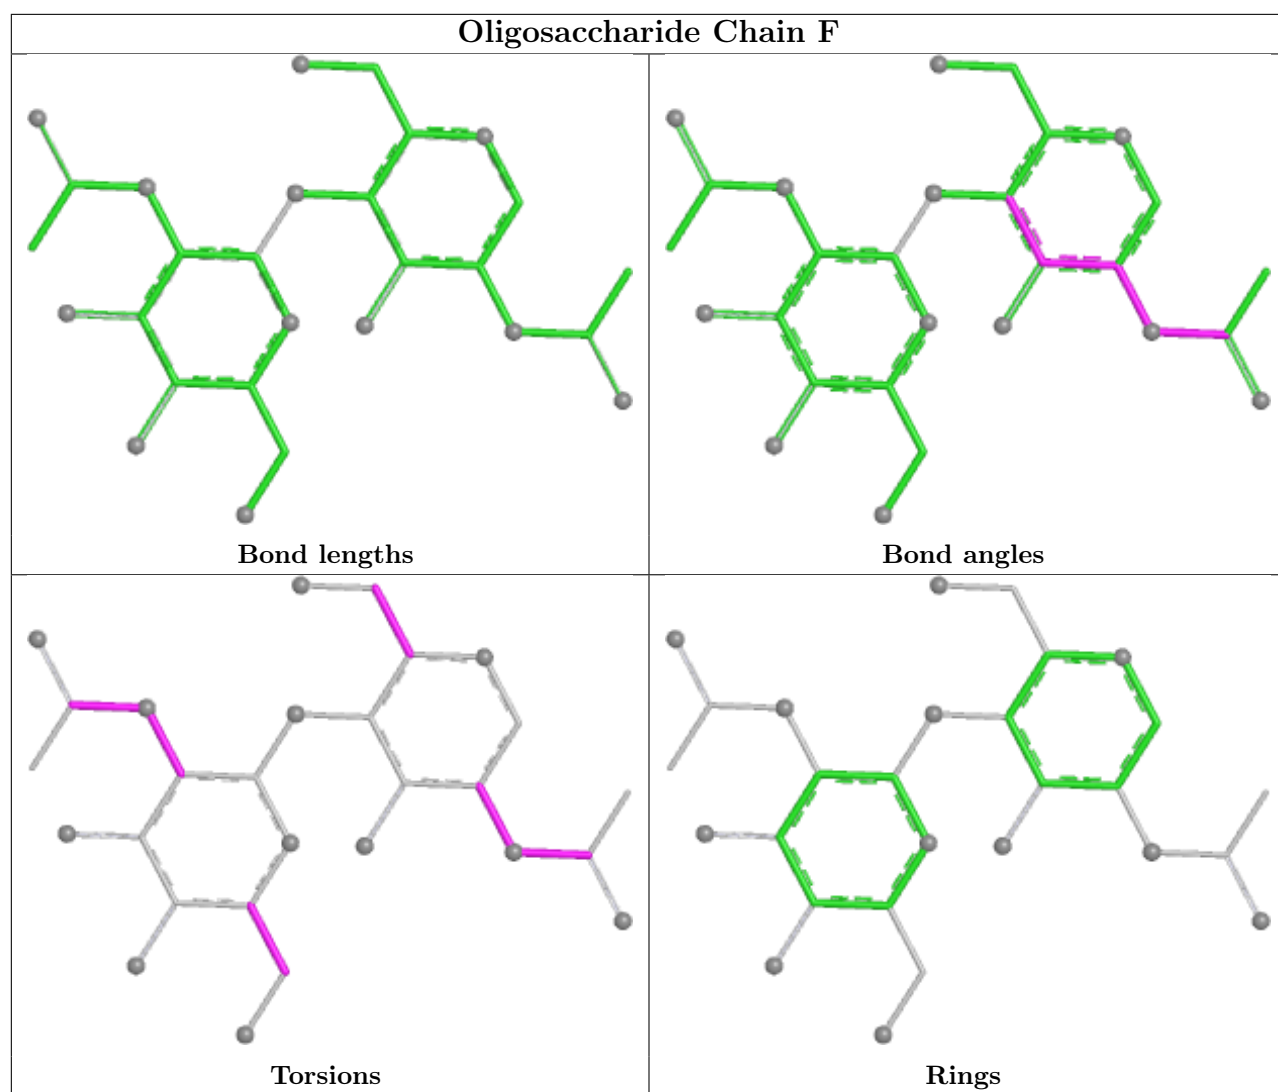 Oligosaccharide Chain F
Bond lengths
Bond angles
Torsions
Rings